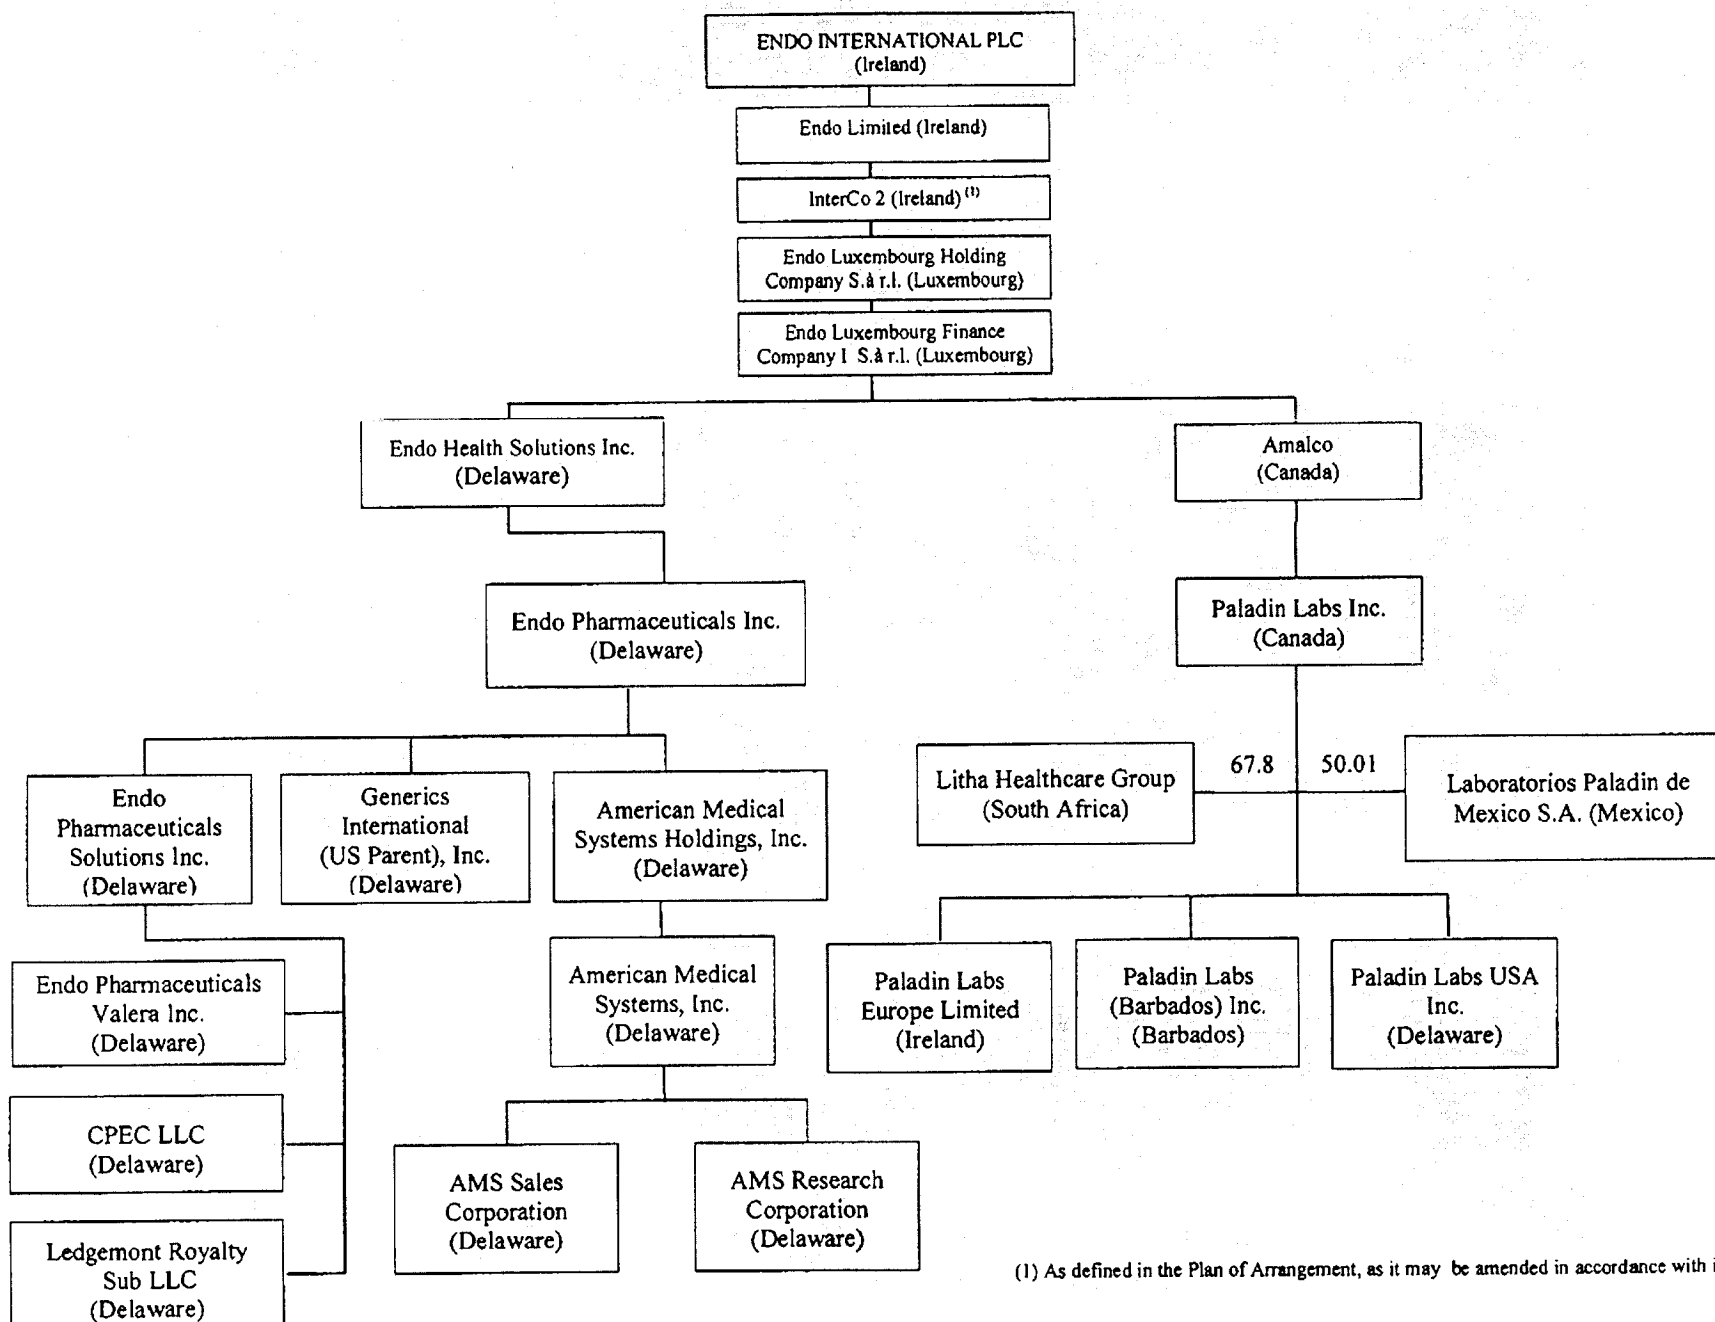 ENDO INTERNATIONAL PLC
(Ireland)
Endo Limited (Ireland)
InterCo 2 (Ireland) (1)
Endo Luxembourg Holding
Company S.à r.l. (Luxembourg)
Endo Luxembourg Finance
Company I S.à r.l. (Luxembourg)
Endo Health Solutions Inc.
(Delaware)
Amalco
(Canada)
Endo Pharmaceuticals Inc.
(Delaware)
Paladin Labs Inc.
(Canada)
Endo
Pharmaceuticals
Solutions Inc.
(Delaware)
Generics
International
(US Parent), Inc.
(Delaware)
American Medical
Systems Holdings, Inc.
(Delaware)
Litha Healthcare Group
(South Africa)
67.8
50.01
Laboratorios Paladin de
Mexico S.A. (Mexico)
Endo Pharmaceuticals
Valera Inc.
(Delaware)
American Medical
Systems, Inc.
(Delaware)
Paladin Labs
Europe Limited
(Ireland)
Paladin Labs
(Barbados) Inc.
(Barbados)
Paladin Labs USA
Inc.
(Delaware)
CPEC LLC
(Delaware)
AMS Sales
Corporation
(Delaware)
AMS Research
Corporation
(Delaware)
Ledgemont Royalty
Sub LLC
(Delaware)
(1) As defined in the Plan of Arrangement, as it may be amended in accordance with i